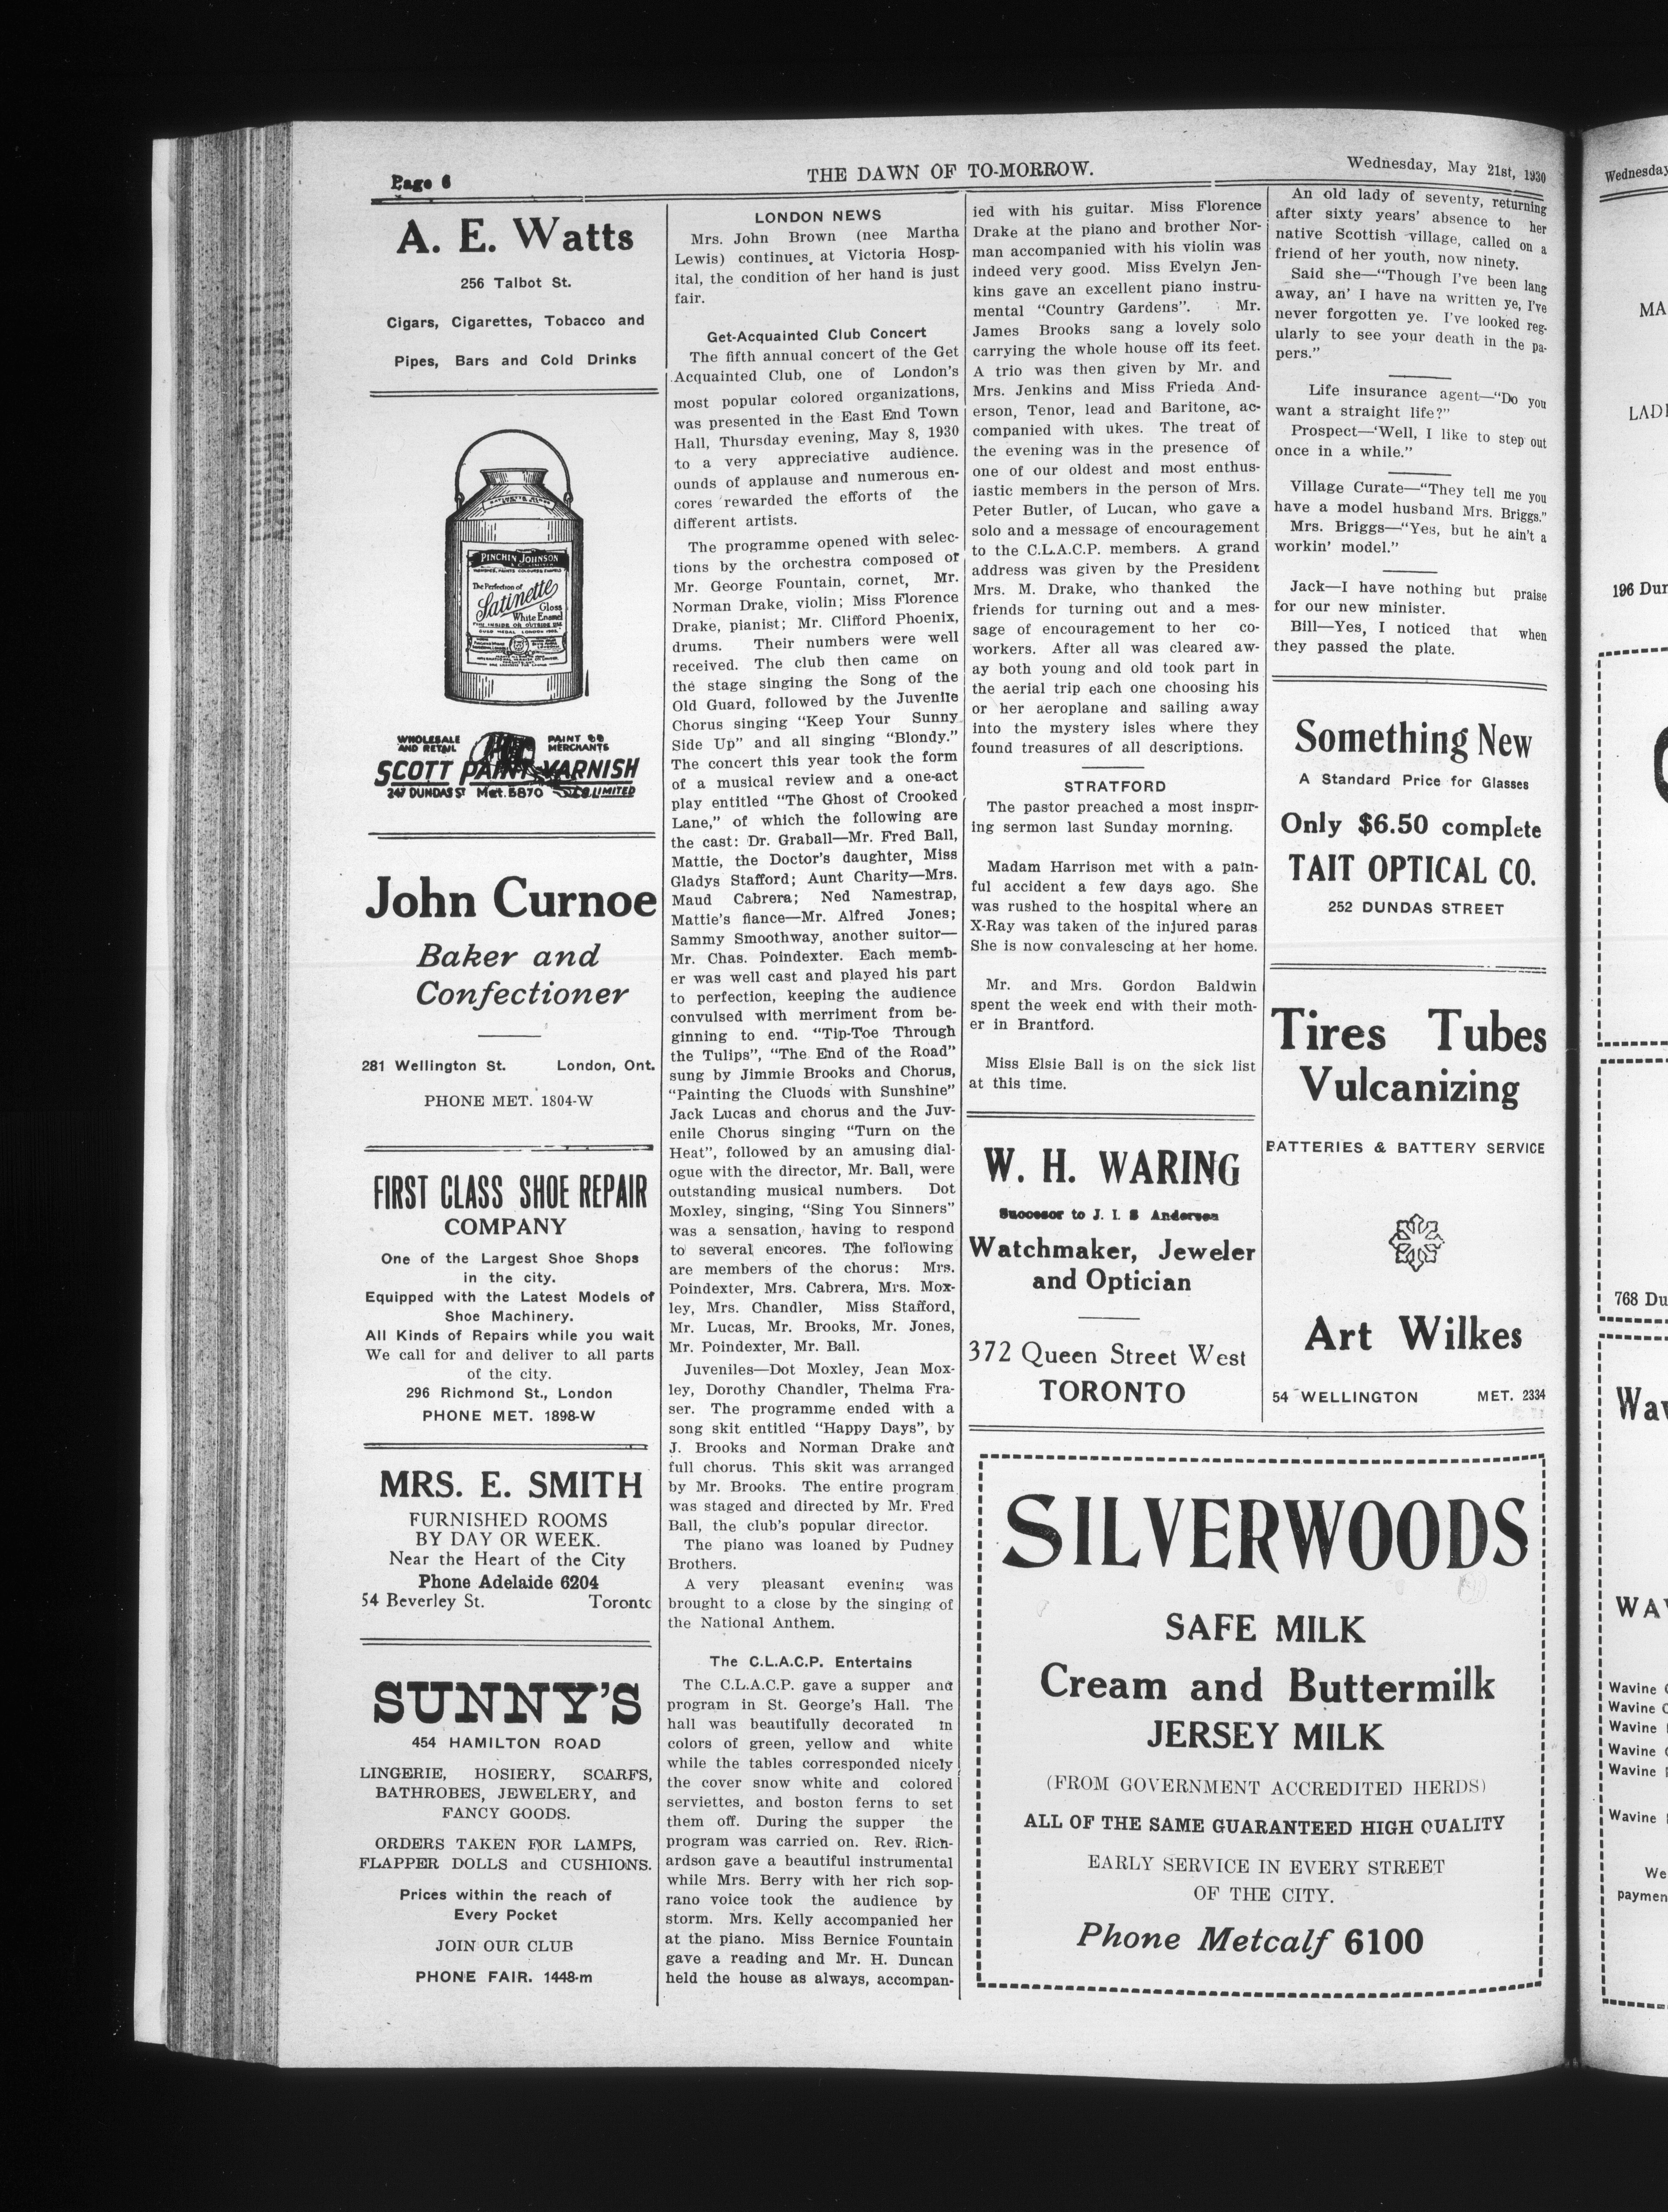 Page 6
THE DAWN OF TO-MORROW.
Wednesday, May 21st, 1930
A. E. Watts
256 Talbot St.
Cigars, Cigarettes, Tobacco and
Pipes, Bars and Cold Drinks
PINCHIN JOHNSON
The Perfection of
Satinette
Gloss
White Enamel
FOR INSIDE OR OUTSIDE USE
WHOLESALE
AND RETAIL
PAINT
MERCHANTS
SCOTT PAINT VARNISH
247 DUNDAS ST Met. 5870 CO. LIMITED
John Curnoe
Baker and
Confectioner
281 Wellington St. London, Ont.
PHONE MET. 1804-W
FIRST CLASS SHOE REPAIR
COMPANY
One of the Largest Shoe Shops
in the city.
Equipped with the Latest Models of
Shoe Machinery.
All Kinds of Repairs while you wait
We call for and deliver to all parts
of the city.
296 Richmond St., London
PHONE MET. 1898-W
MRS. E. SMITH
FURNISHED ROOMS
BY DAY OR WEEK.
Near the Heart of the City
Phone Adelaide 6204
54 Beverley St. Toronto
SUNNY'S
454 HAMILTON ROAD
LINGERIE, HOSIERY, SCARFS,
BATHROBES, JEWELERY, and
FANCY GOODS.
ORDERS TAKEN FOR LAMPS,
FLAPPER DOLLS and CUSHIONS.
Prices within the reach of
Every Pocket
JOIN OUR CLUB
PHONE FAIR. 1448-m
LONDON NEWS
Mrs. John Brown (nee Martha
Lewis) continues, at Victoria Hosp-
ital, the condition of her hand is just
fair.
Get-Acquainted Club Concert
The fifth annual concert of the Get
Acquainted Club, one of London's
most popular colored organizations,
was presented in the East End Town
Hall, Thursday evening, May 8, 1930
to a very appreciative audience.
ounds of applause and numerous en-
cores rewarded the efforts of the
different artists.
The programme opened with selec-
tions by the orchestra composed of
Mr. George Fountain, cornet, Mr.
Norman Drake, violin; Miss Florence
Drake, pianist; Mr. Clifford Phoenix,
drums. Their numbers were well
received. The club then came on
the stage singing the Song of the
Old Guard, followed by the Juvenile
Chorus singing "Keep Your Sunny
Side Up" and all singing "Blondy."
The concert this year took the form
of a musical review and a one-act
play entitled "The Ghost of Crooked
Lane," of which the following are
the cast: Dr. Graball—Mr. Fred Ball,
Mattie, the Doctor's daughter, Miss
Gladys Stafford; Aunt Charity—Mrs.
Maud Cabrera; Ned Namestrap,
Mattie's fiance—Mr. Alfred Jones;
Sammy Smoothway, another suitor—
Mr. Chas. Poindexter. Each memb-
er was well cast and played his part
to perfection, keeping the audience
convulsed with merriment from be-
ginning to end. "Tip-Toe Through
the Tulips", "The End of the Road"
sung by Jimmie Brooks and Chorus,
"Painting the Cluods with Sunshine"
Jack Lucas and chorus and the Juv-
enile Chorus singing "Turn on the
Heat", followed by an amusing dial-
ogue with the director, Mr. Ball, were
outstanding musical numbers. Dot
Moxley, singing, "Sing You Sinners"
was a sensation, having to respond
to several encores. The following
are members of the chorus: Mrs.
Poindexter, Mrs. Cabrera, Mrs. Mox-
ley, Mrs. Chandler, Miss Stafford,
Mr. Lucas, Mr. Brooks, Mr. Jones,
Mr. Poindexter, Mr. Ball.
Juveniles—Dot Moxley, Jean Mox-
ley, Dorothy Chandler, Thelma Fra-
ser. The programme ended with a
song skit entitled "Happy Days", by
J. Brooks and Norman Drake and
full chorus. This skit was arranged
by Mr. Brooks. The entire program
was staged and directed by Mr. Fred
Ball, the club's popular director.
The piano was loaned by Pudney
Brothers.
A very pleasant evening was
brought to a close by the singing of
the National Anthem.
The C.L.A.C.P. Entertains
The C.L.A.C.P. gave a supper and
program in St. George's Hall. The
hall was beautifully decorated in
colors of green, yellow and white
while the tables corresponded nicely
the cover snow white and colored
serviettes, and boston ferns to set
them off. During the supper the
program was carried on. Rev. Rich-
ardson gave a beautiful instrumental
while Mrs. Berry with her rich sop-
rano voice took the audience by
storm. Mrs. Kelly accompanied her
at the piano. Miss Bernice Fountain
gave a reading and Mr. H. Duncan
held the house as always, accompan-
ied with his guitar. Miss Florence
Drake at the piano and brother Nor-
man accompanied with his violin was
indeed very good. Miss Evelyn Jen-
kins gave an excellent piano instru-
mental "Country Gardens". Mr.
James Brooks sang a lovely solo
carrying the whole house off its feet.
A trio was then given by Mr. and
Mrs. Jenkins and Miss Frieda And-
erson, Tenor, lead and Baritone, ac-
companied with ukes. The treat of
the evening was in the presence of
one of our oldest and most enthus-
iastic members in the person of Mrs.
Peter Butler, of Lucan, who gave a
solo and a message of encouragement
to the C.L.A.C.P. members. A grand
address was given by the President
Mrs. M. Drake, who thanked the
friends for turning out and a mes-
sage of encouragement to her co-
workers. After all was cleared aw-
ay both young and old took part in
the aerial trip each one choosing his
or her aeroplane and sailing away
into the mystery isles where they
found treasures of all descriptions.
STRATFORD
The pastor preached a most inspir-
ing sermon last Sunday morning.
Madam Harrison met with a pain-
ful accident a few days ago. She
was rushed to the hospital where an
X-Ray was taken of the injured paras
She is now convalescing at her home.
Mr. and Mrs. Gordon Baldwin
spent the week end with their moth-
er in Brantford.
Miss Elsie Ball is on the sick list
at this time.
W. H. WARING
Successor to J. I. S Anderson
Watchmaker, Jeweler
and Optician
372 Queen Street West
TORONTO
An old lady of seventy, returning
after sixty years' absence to her
native Scottish village, called on a
friend of her youth, now ninety.
Said she—"Though I've been lang
away, an' I have na written ye, I've
never forgotten ye. I've looked reg-
ularly to see your death in the pa-
pers."
Life insurance agent—"Do you
want a straight life?"
Prospect—'Well, I like to step out
once in a while."
Village Curate—"They tell me you
have a model husband Mrs. Briggs."
Mrs. Briggs—"Yes, but he ain't a
workin' model."
Jack—I have nothing but praise
for our new minister.
Bill—Yes, I noticed that when
they passed the plate.
Something New
A Standard Price for Glasses
Only $6.50 complete
TAIT OPTICAL CO.
252 DUNDAS STREET
Tires Tubes
Vulcanizing
BATTERIES & BATTERY SERVICE
Art Wilkes
54 WELLINGTON MET. 2334
SILVERWOODS
SAFE MILK
Cream and Buttermilk
JERSEY MILK
(FROM GOVERNMENT ACCREDITED HERDS)
ALL OF THE SAME GUARANTEED HIGH QUALITY
EARLY SERVICE IN EVERY STREET
OF THE CITY.
Phone Metcalf 6100
Wednesday
MA
LADI
196 Dun
768 Du
Wav
WAV
Wavine
Wavine
Wavine
Wavine
Wavine
Wavine
We
paymen